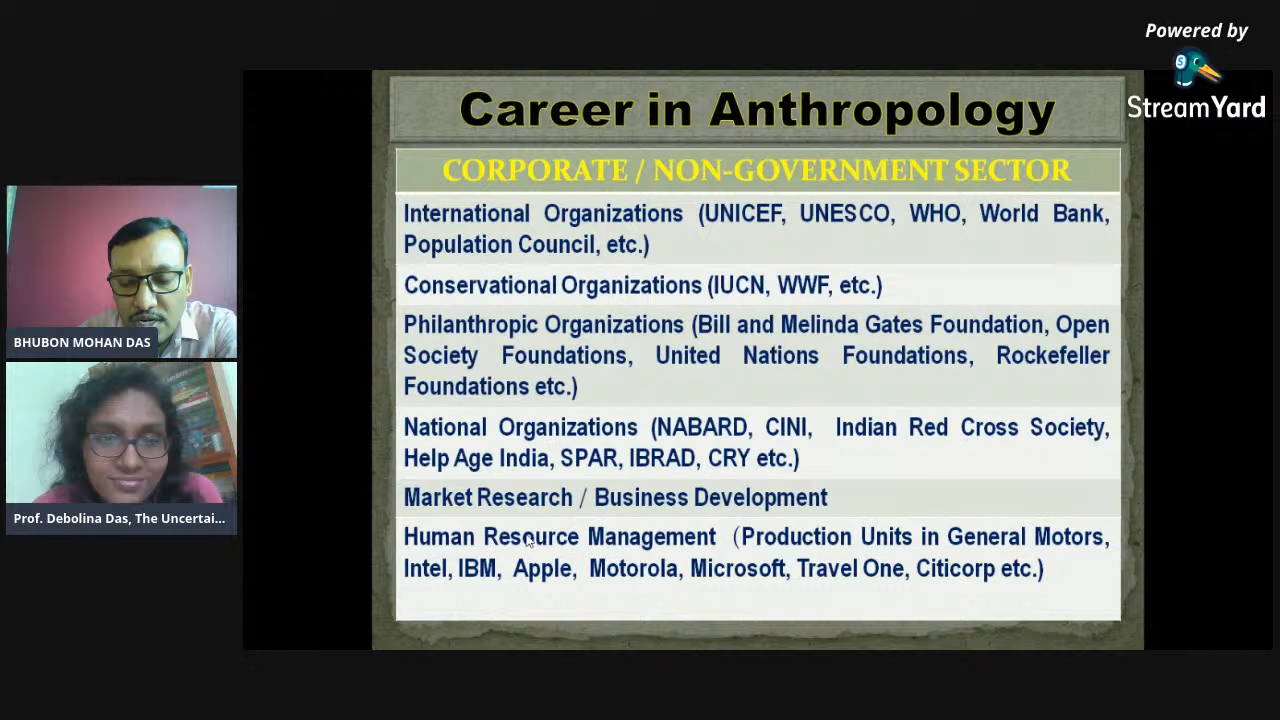 Powered by
StreamYard
Career in Anthropology
CORPORATE / NON-GOVERNMENT SECTOR
International Organizations (UNICEF, UNESCO, WHO, World Bank,
Population Council, etc.)
Conservational Organizations (IUCN, WWF, etc.)
Philanthropic Organizations (Bill and Melinda Gates Foundation, Open
Society Foundations, United Nations Foundations, Rockefeller
Foundations etc.)
National Organizations (NABARD, CINI, Indian Red Cross Society,
Help Age India, SPAR, IBRAD, CRY etc.)
Market Research / Business Development
Human Resource Management (Production Units in General Motors,
Intel, IBM, Apple, Motorola, Microsoft, Travel One, Citicorp etc.)
BHUBON MOHAN DAS
Prof. Debolina Das, The Uncertai...